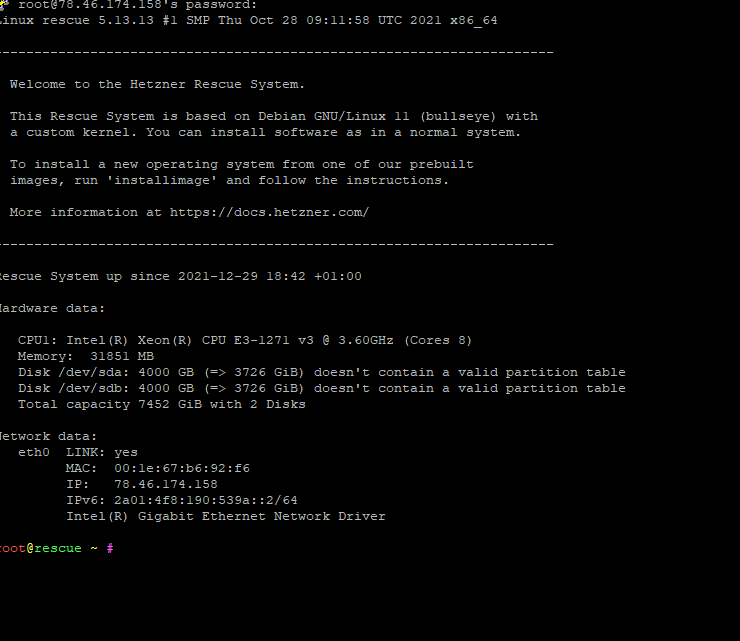 root@78.46.174.158's password:
inux rescue 5.13.13 #1 SMP Thu Oct 28 09:11:58 UTC 2021 x86_64
----------------------------------------------------------------------
Welcome to the Hetzner Rescue System.
This Rescue System is based on Debian GNU/Linux 11 (bullseye) with
a custom kernel. You can install software as in a normal system.
To install a new operating system from one of our prebuilt
images, run 'installimage' and follow the instructions.
More information at https://docs.hetzner.com/
----------------------------------------------------------------------
Rescue System up since 2021-12-29 18:42 +01:00
Hardware data:
CPU1: Intel(R) Xeon(R) CPU E3-1271 v3 @ 3.60GHz (Cores 8)
Memory:  31851 MB
Disk /dev/sda: 4000 GB (=> 3726 GiB) doesn't contain a valid partition table
Disk /dev/sdb: 4000 GB (=> 3726 GiB) doesn't contain a valid partition table
Total capacity 7452 GiB with 2 Disks
Network data:
eth0  LINK: yes
MAC:  00:1e:67:b6:92:f6
IP:   78.46.174.158
IPv6: 2a01:4f8:190:539a::2/64
Intel(R) Gigabit Ethernet Network Driver
root@rescue ~ #